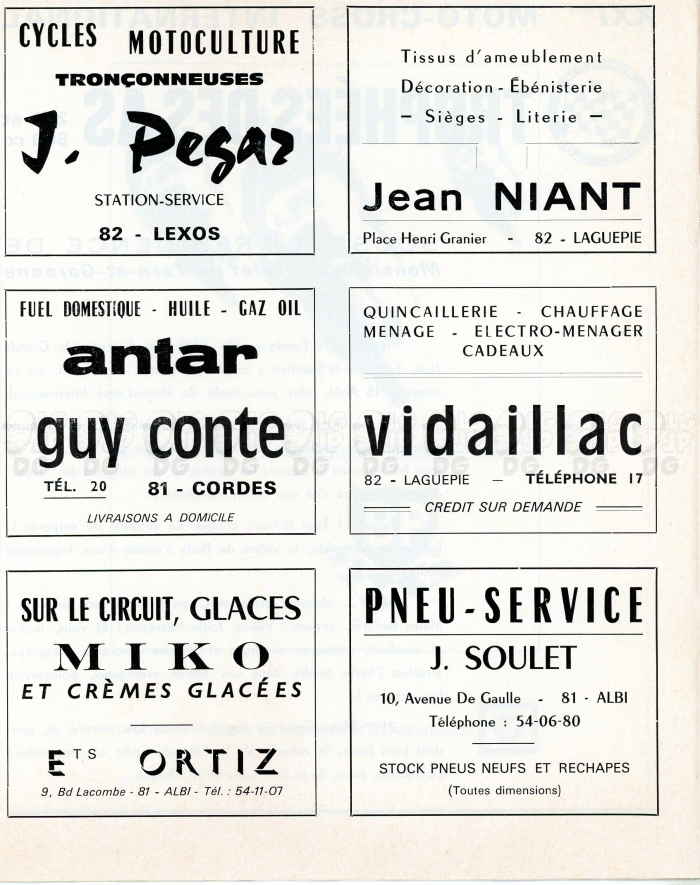 CYCLES MOTOCULTURE
TRONÇONNEUSES
J. Pegaz
STATION-SERVICE
82 - LEXOS
Tissus d'ameublement
Décoration - Ébénisterie
— Sièges - Literie —
Jean NIANT
Place Henri Granier - 82 - LAGUEPIE
FUEL DOMESTIQUE - HUILE - GAZ OIL
antar
guy conte
TÉL. 20 81 - CORDES
LIVRAISONS A DOMICILE
QUINCAILLERIE - CHAUFFAGE
MENAGE - ELECTRO-MENAGER
CADEAUX
vidaillac
82 - LAGUEPIE — TÉLÉPHONE 17
CREDIT SUR DEMANDE
SUR LE CIRCUIT, GLACES
MIKO
ET CRÈMES GLACÉES
ETS ORTIZ
9, Bd Lacombe - 81 - ALBI - Tél. : 54-11-07
PNEU-SERVICE
J. SOULET
10, Avenue De Gaulle - 81 - ALBI
Téléphone : 54-06-80
STOCK PNEUS NEUFS ET RECHAPES
(Toutes dimensions)